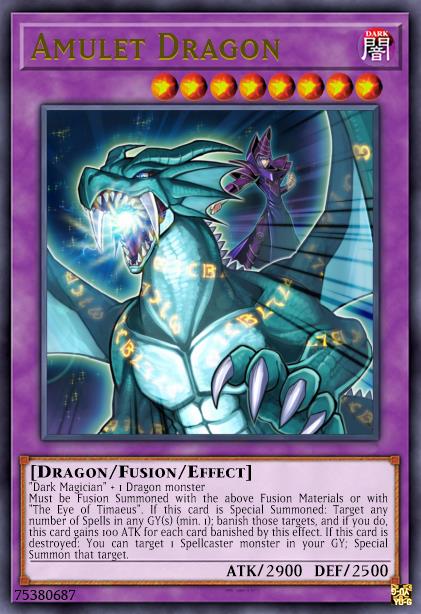 Amulet Dragon
DARK
闇
[Dragon/Fusion/Effect]
"Dark Magician" + 1 Dragon monster
Must be Fusion Summoned with the above Fusion Materials or with
"The Eye of Timaeus". If this card is Special Summoned: Target any
number of Spells in any GY(s) (min. 1); banish those targets, and if you do,
this card gains 100 ATK for each card banished by this effect. If this card is
destroyed: You can target 1 Spellcaster monster in your GY; Special
Summon that target.
ATK/2900 DEF/2500
75380687